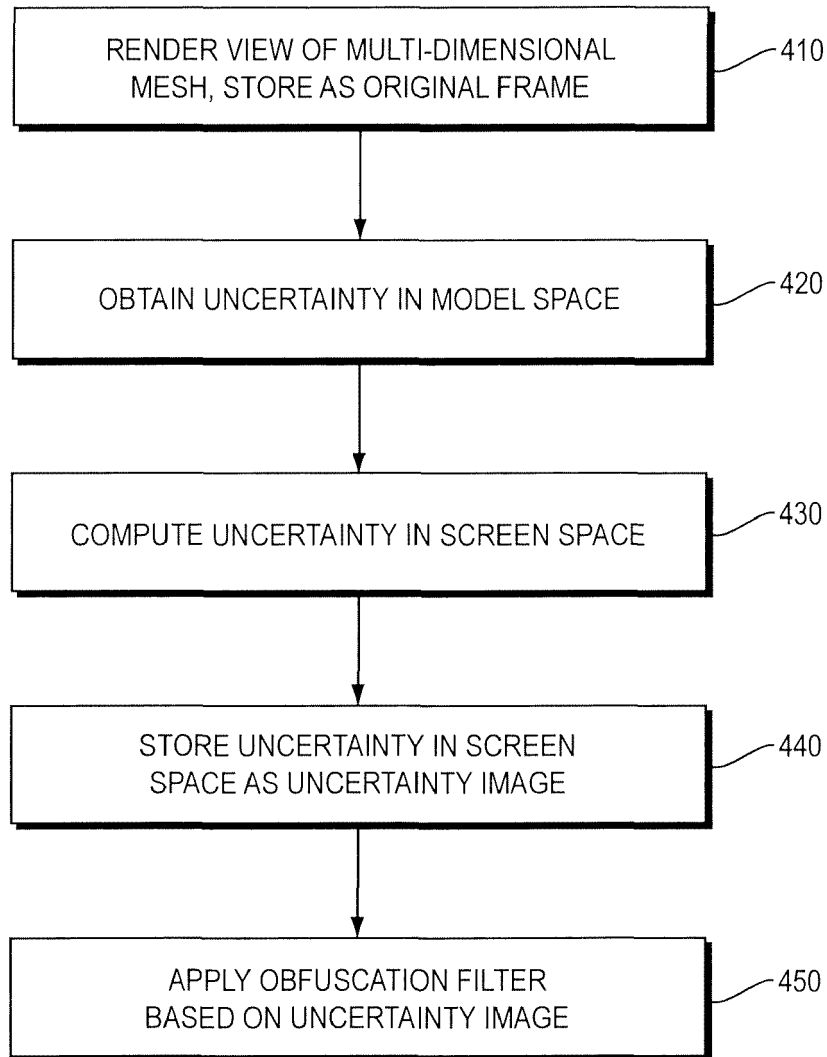 RENDER VIEW OF MULTI-DIMENSIONAL
MESH, STORE AS ORIGINAL FRAME
410
OBTAIN UNCERTAINTY IN MODEL SPACE
420
COMPUTE UNCERTAINTY IN SCREEN SPACE
430
STORE UNCERTAINTY IN SCREEN
SPACE AS UNCERTAINTY IMAGE
440
APPLY OBFUSCATION FILTER
BASED ON UNCERTAINTY IMAGE
450